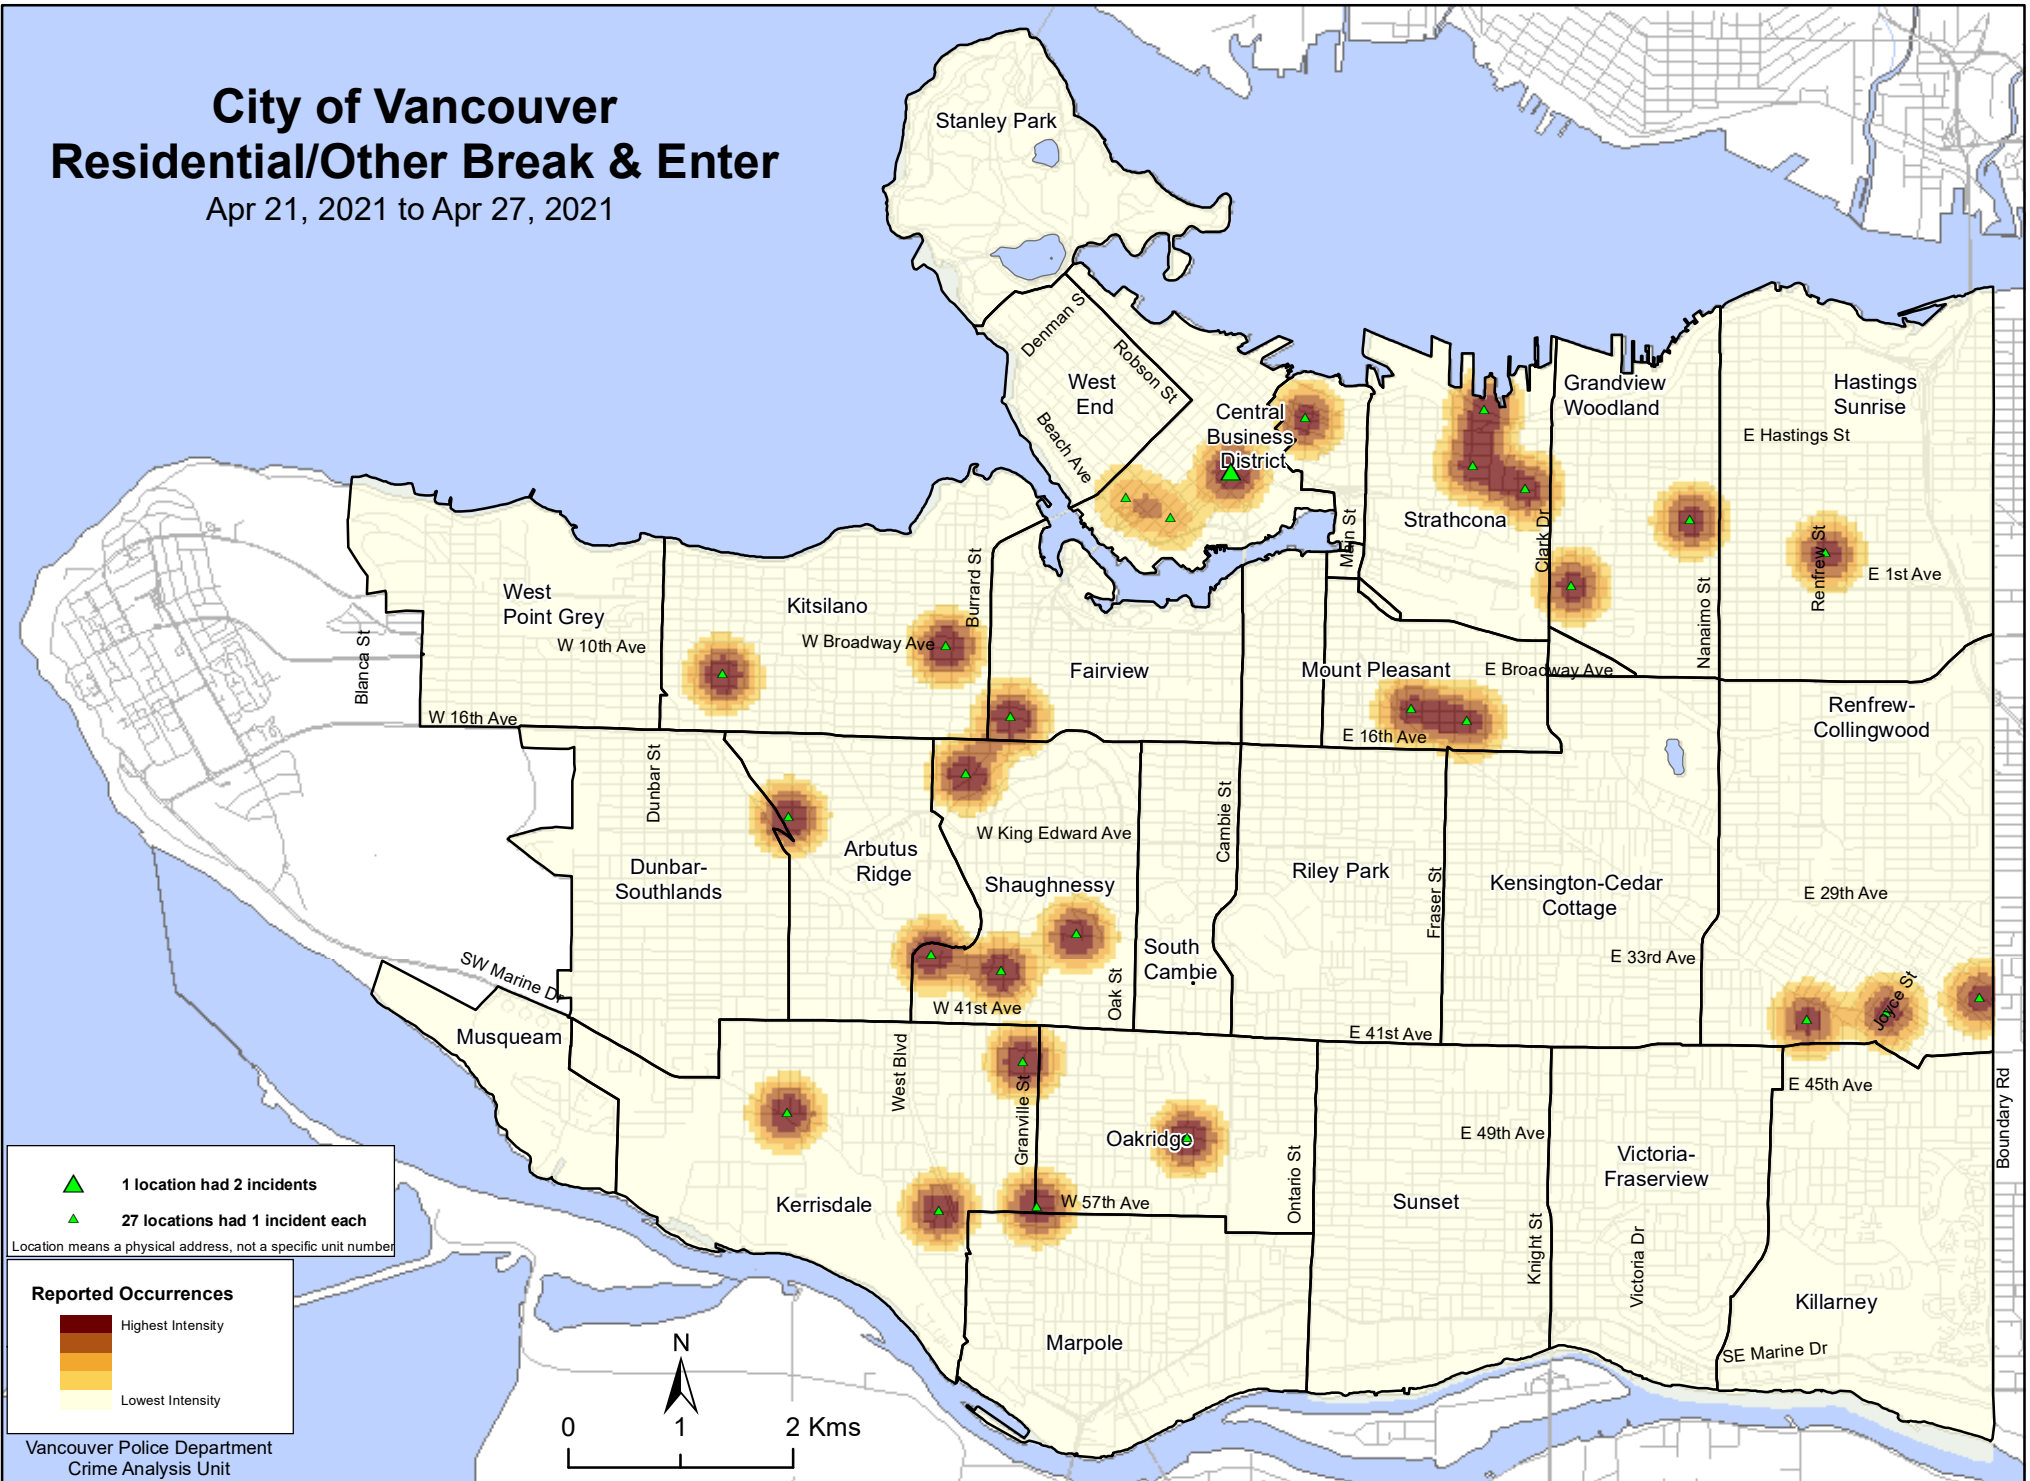 City of Vancouver
Residential/Other Break & Enter
Apr 21, 2021 to Apr 27, 2021
Stanley Park
Denman S
Robson St
West
End
Beach Ave
Central
Business
District
Main St
Strathcona
Clark Dr
Grandview
Woodland
Hastings
Sunrise
E Hastings St
Renfrew St
E 1st Ave
Nanaimo St
West
Point Grey
W 10th Ave
Blanca St
W 16th Ave
Kitsilano
W Broadway Ave
Burrard St
Fairview
Mount Pleasant
E Broadway Ave
E 16th Ave
Renfrew-
Collingwood
Dunbar St
Dunbar-
Southlands
Arbutus
Ridge
W King Edward Ave
Shaughnessy
Cambie St
Riley Park
Fraser St
Kensington-Cedar
Cottage
E 29th Ave
E 33rd Ave
South
Cambie
Oak St
W 41st Ave
E 41st Ave
Joyce St
SW Marine Dr
Musqueam
West Blvd
Granville St
Oakridge
E 49th Ave
E 45th Ave
Boundary Rd
Victoria-
Fraserview
Kerrisdale
W 57th Ave
Ontario St
Sunset
Knight St
Victoria Dr
Killarney
SE Marine Dr
Marpole
1 location had 2 incidents
27 locations had 1 incident each
Location means a physical address, not a specific unit number
Reported Occurrences
Highest Intensity
Lowest Intensity
Vancouver Police Department
Crime Analysis Unit
N
0 1 2 Kms